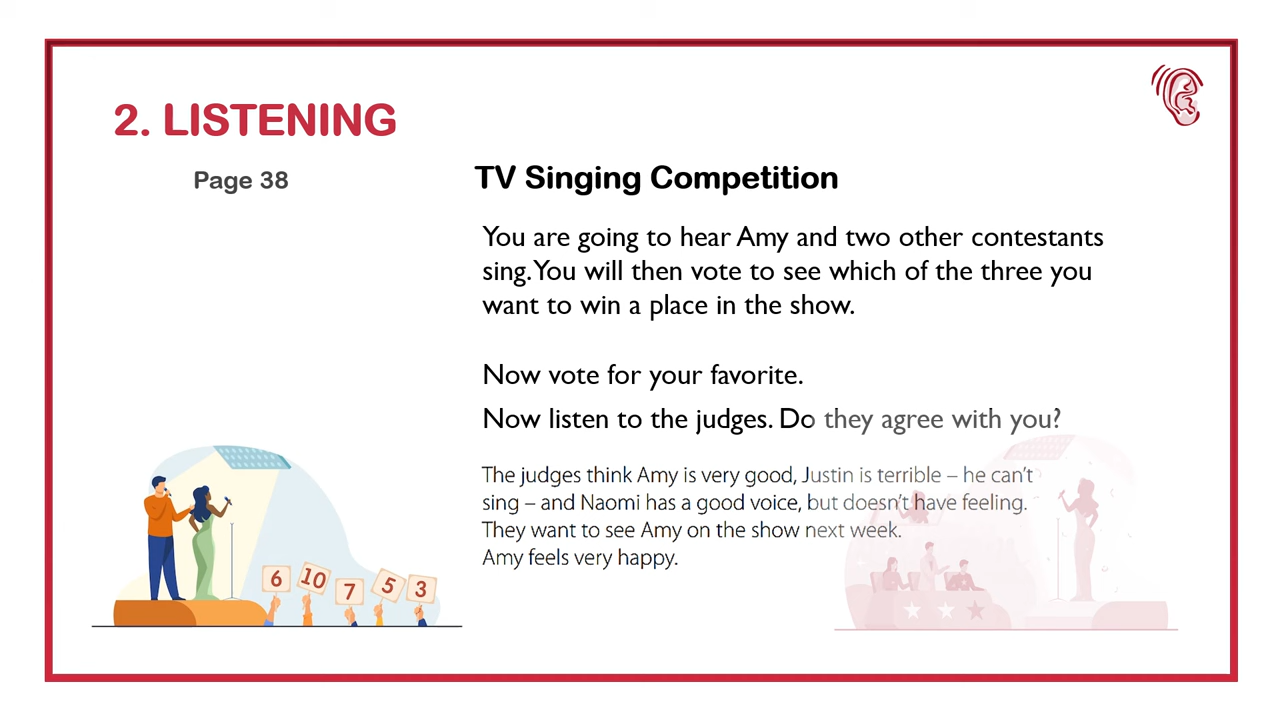 2. LISTENING
Page 38
TV Singing Competition
You are going to hear Amy and two other contestants
sing. You will then vote to see which of the three you
want to win a place in the show.
Now vote for your favorite.
Now listen to the judges. Do they agree with you?
The judges think Amy is very good, Justin is terrible – he can't
sing – and Naomi has a good voice, but doesn't have feeling.
They want to see Amy on the show next week.
Amy feels very happy.
6 10 7 5 3